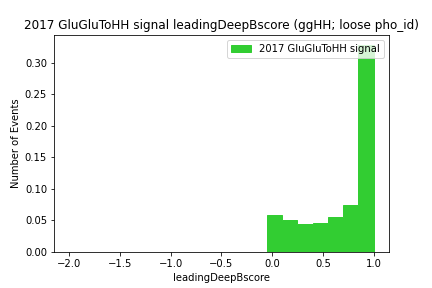 2017 GluGluToHH signal leadingDeepBscore (ggHH; loose pho_id)
2017 GluGluToHH signal
Number of Events
0.30
0.25
0.20
0.15
0.10
0.05
0.00
−2.0 −1.5 −1.0 −0.5 0.0 0.5 1.0
leadingDeepBscore